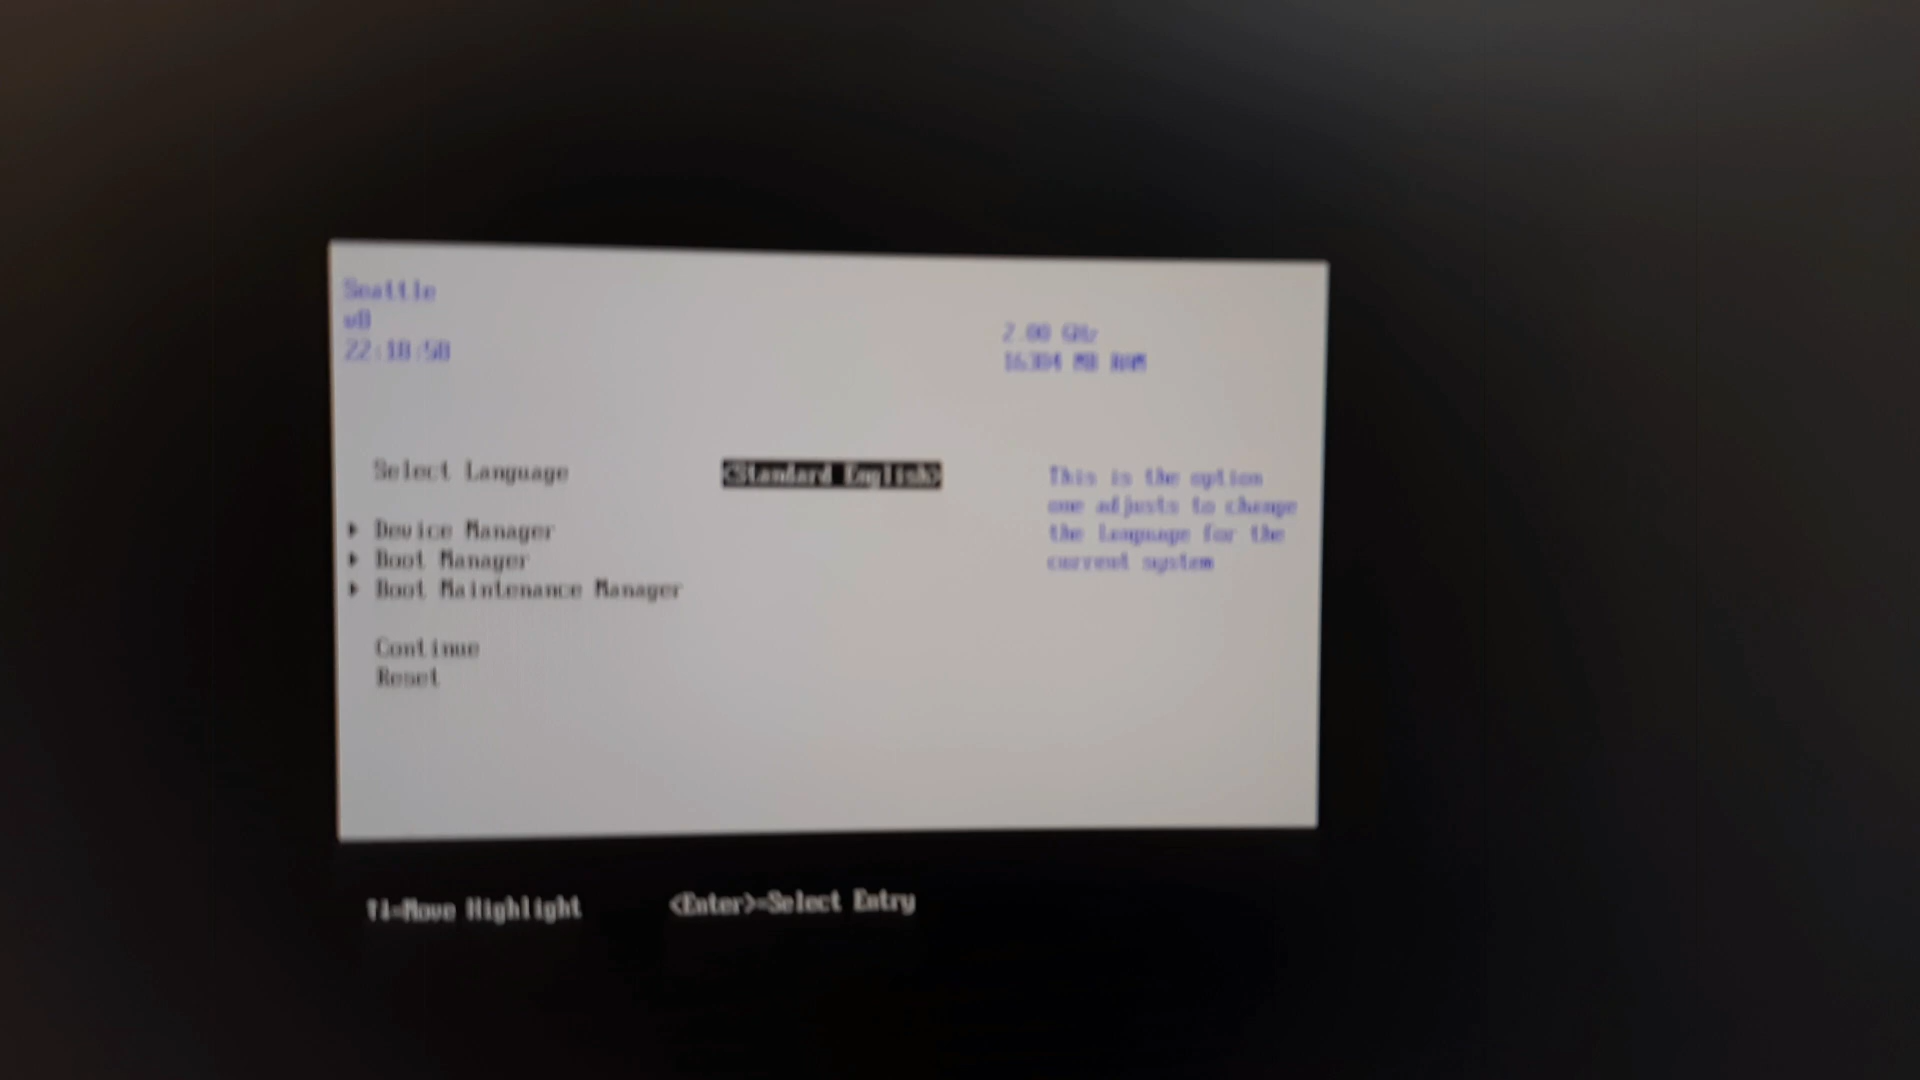 Seattle
v8
22:18:50
2.00 GHz
16384 MB RAM
Select Language <Standard English>
This is the option
one adjusts to change
the language for the
current system
Device Manager
Boot Manager
Boot Maintenance Manager
Continue
Reset
↑↓=Move Highlight <Enter>=Select Entry